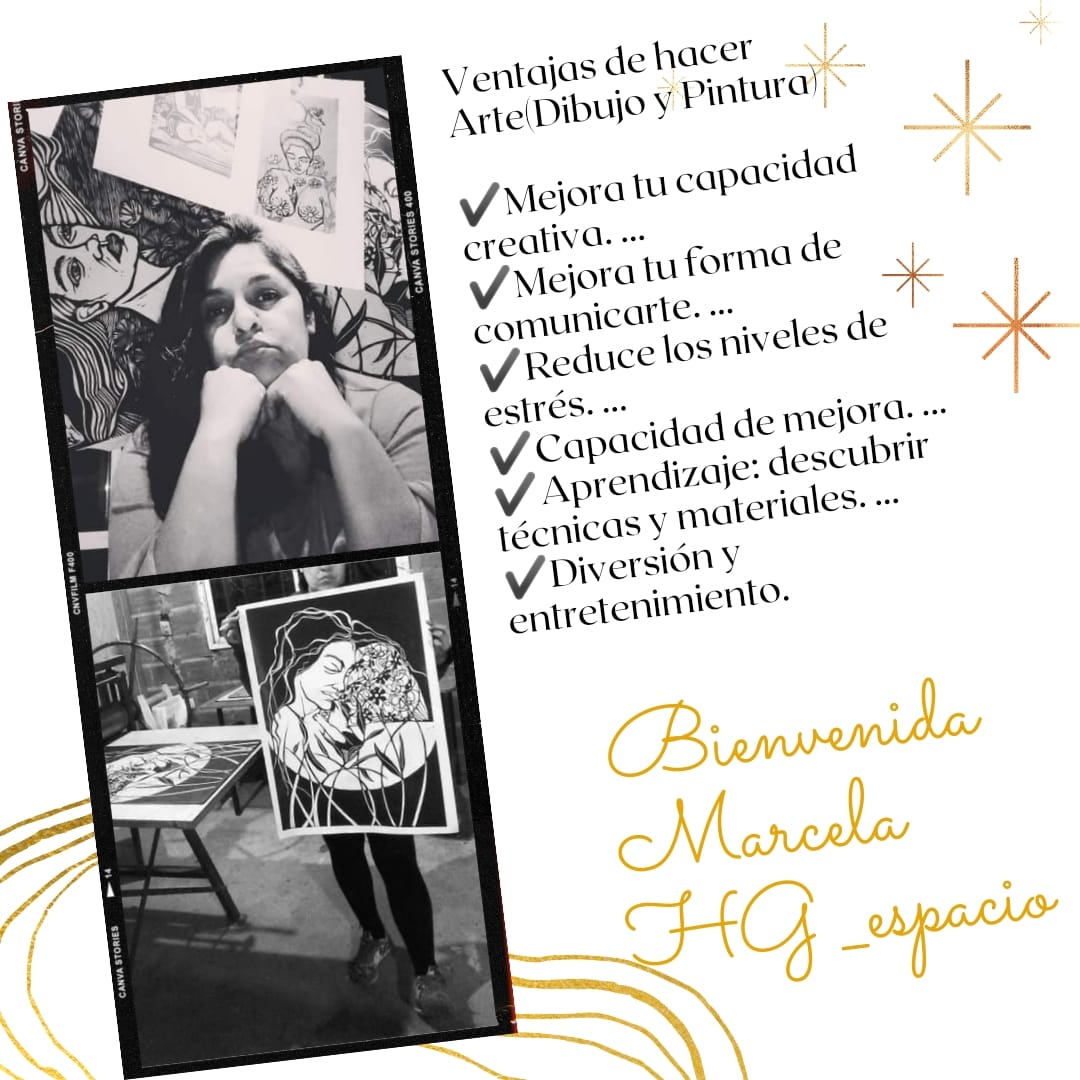 Ventajas de hacer
Arte(Dibujo y Pintura)
✔Mejora tu capacidad
creativa. ...
✔Mejora tu forma de
comunicarte. ...
✔Reduce los niveles de
estrés. ...
✔Capacidad de mejora. ...
✔Aprendizaje: descubrir
técnicas y materiales. ...
✔Diversión y
entretenimiento.
Bienvenida
Marcela
HG_espacio
CANVA STORI
CANVA STORIES 400
CNVFILM F400
14
14
CANVA STORIES